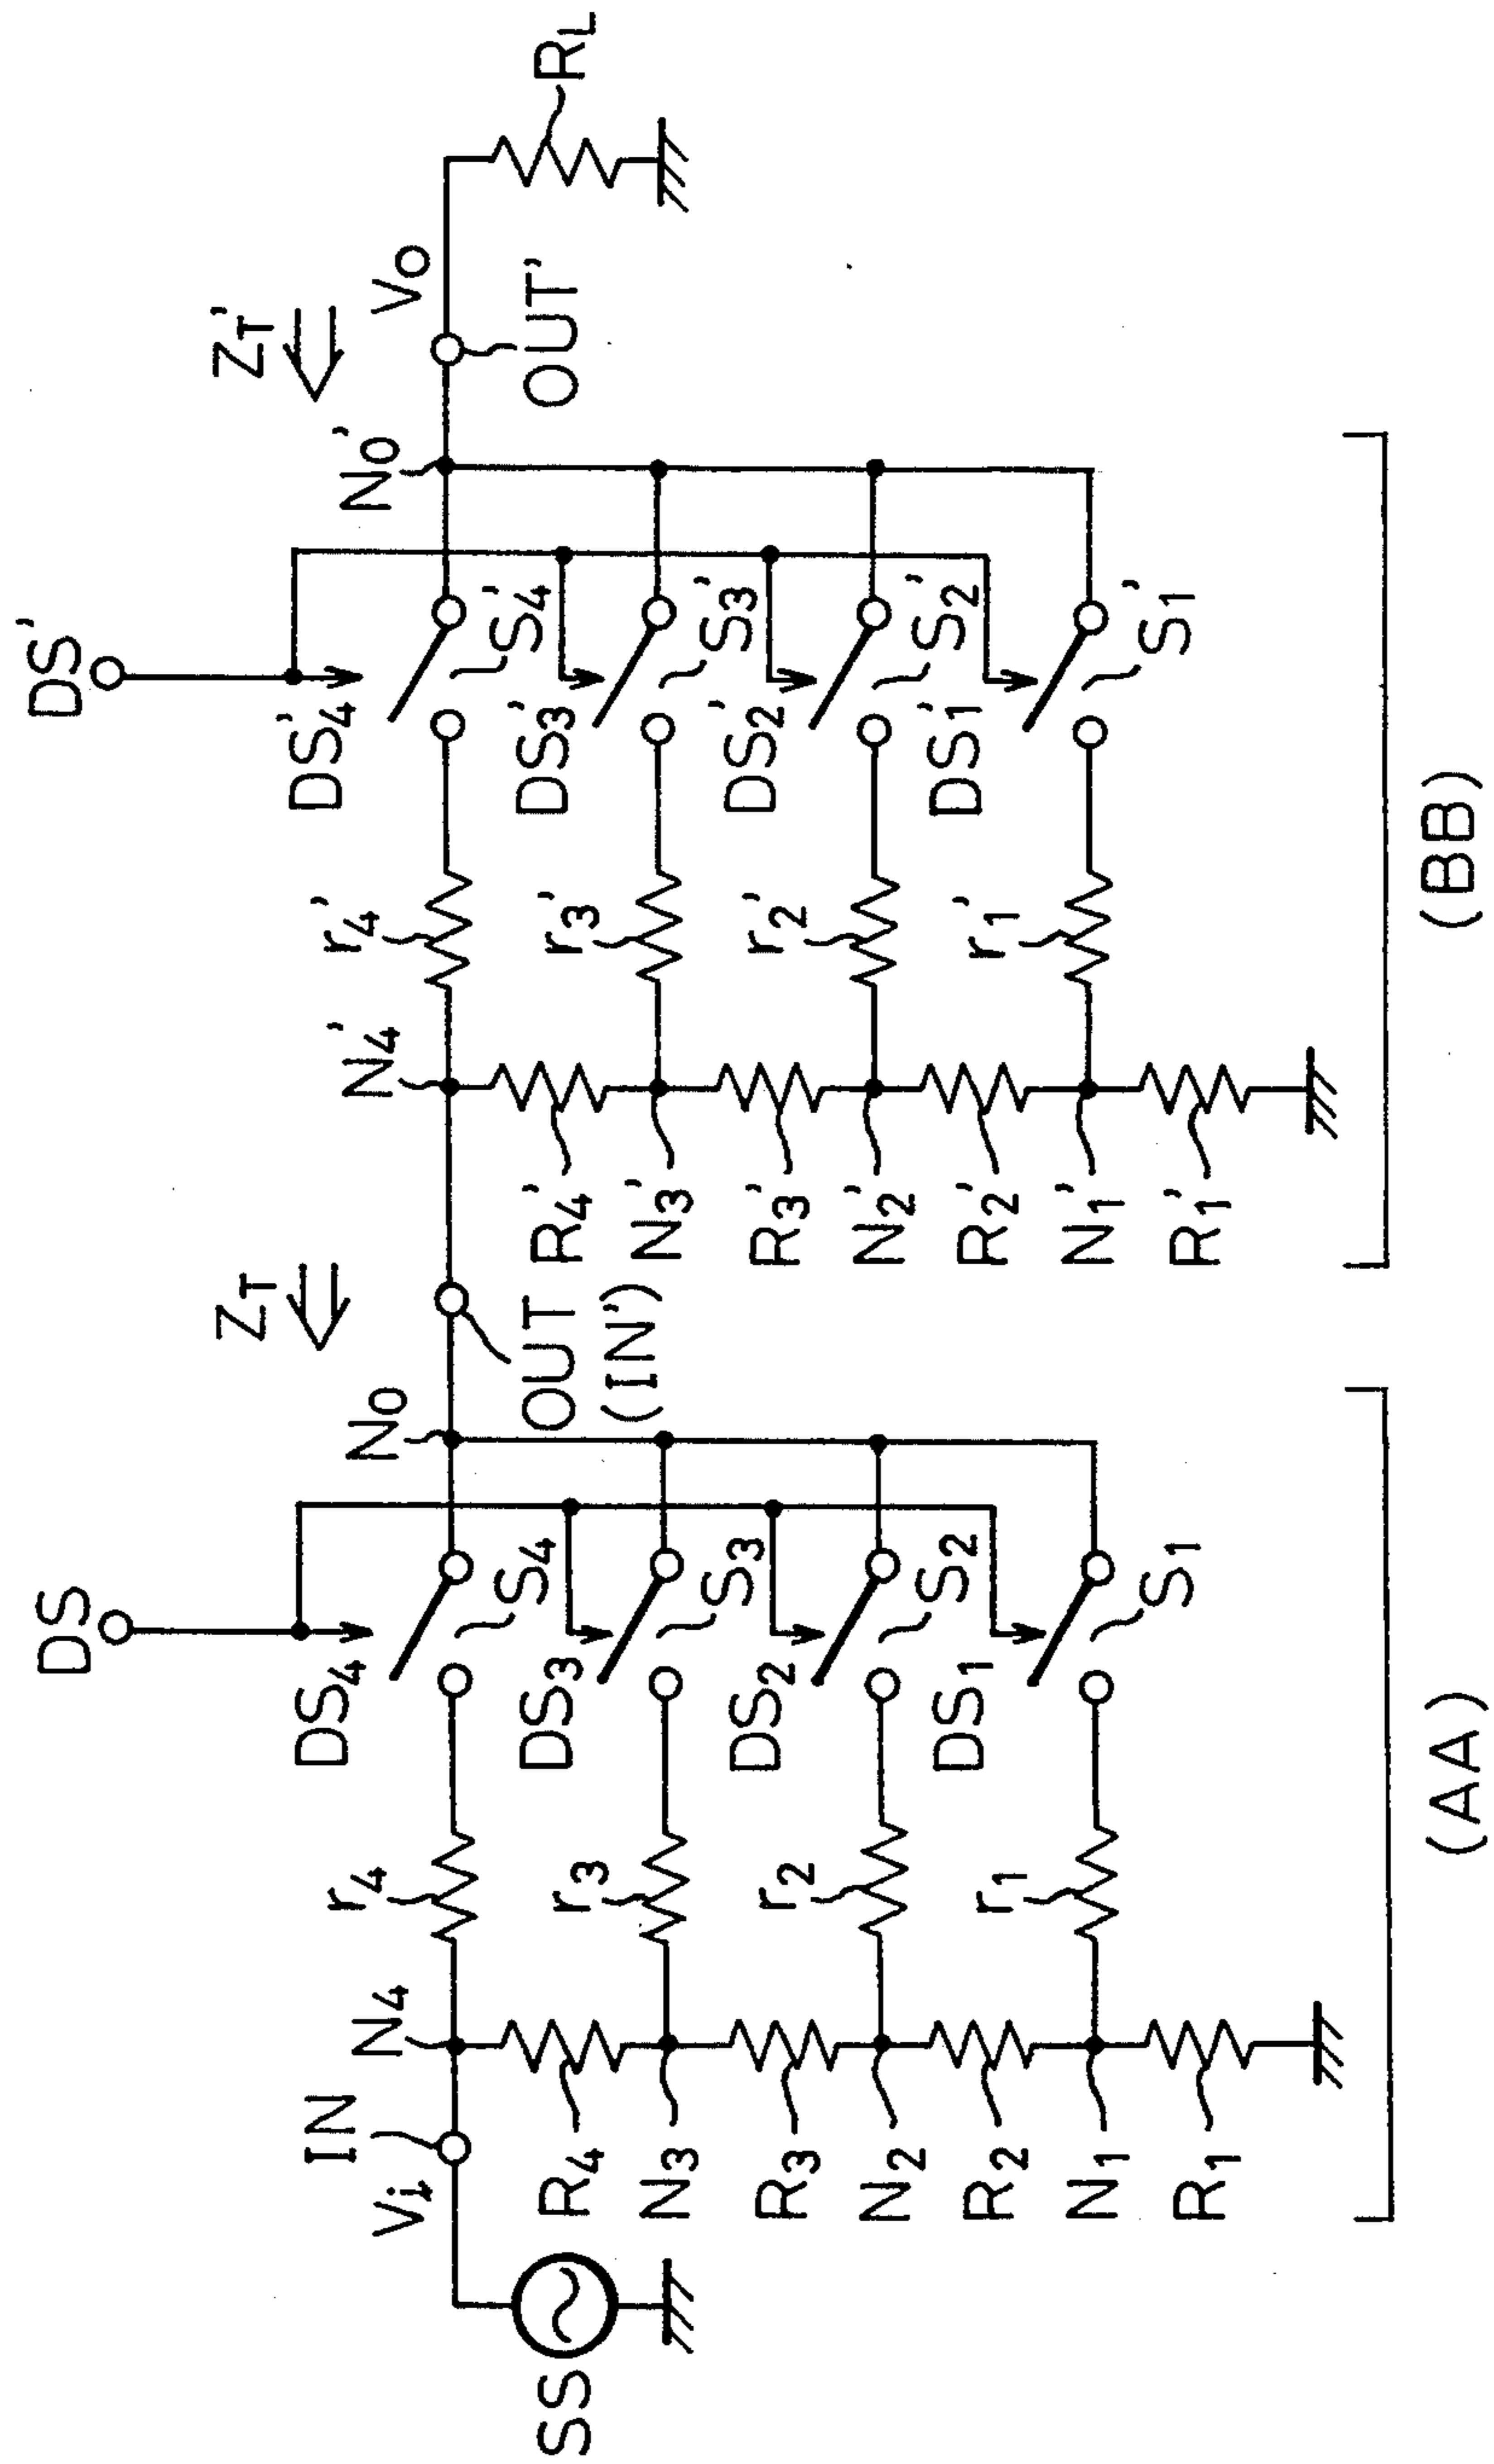 DS
DS'
ZT
ZT'
SS
Vi
IN
N4
r4
DS4
S4
N0
OUT
(IN')
N4'
r4'
DS4'
S4'
N0'
OUT'
VO
RL
R4
N3
r3
DS3
S3
R4'
N3'
r3'
DS3'
S3'
R3
N2
r2
DS2
S2
R3'
N2'
r2'
DS2'
S2'
R2
N1
r1
DS1
S1
R2'
N1'
r1'
DS1'
S1'
R1
R1'
(AA)
(BB)